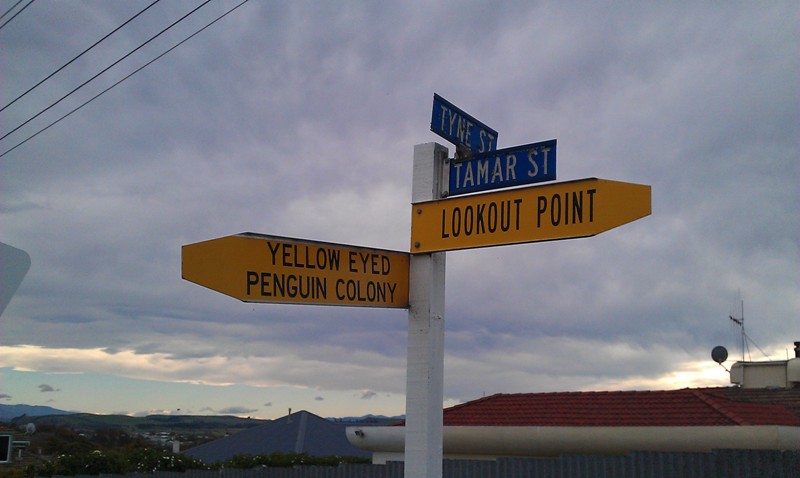 TYNE ST
TAMAR ST
LOOKOUT POINT
YELLOW EYED
PENGUIN COLONY